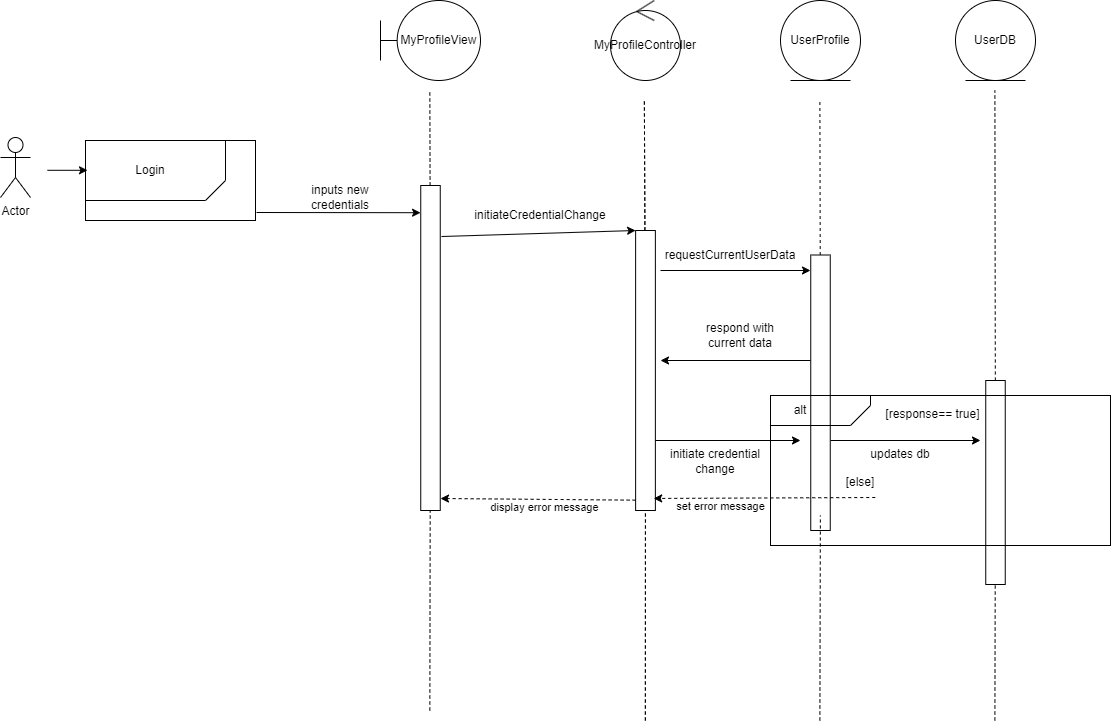 MyProfileView
MyProfileController
UserProfile
UserDB
Actor
Login
inputs new
credentials
initiateCredentialChange
requestCurrentUserData
respond with
current data
alt
[response== true]
initiate credential
change
updates db
[else]
display error message
set error message